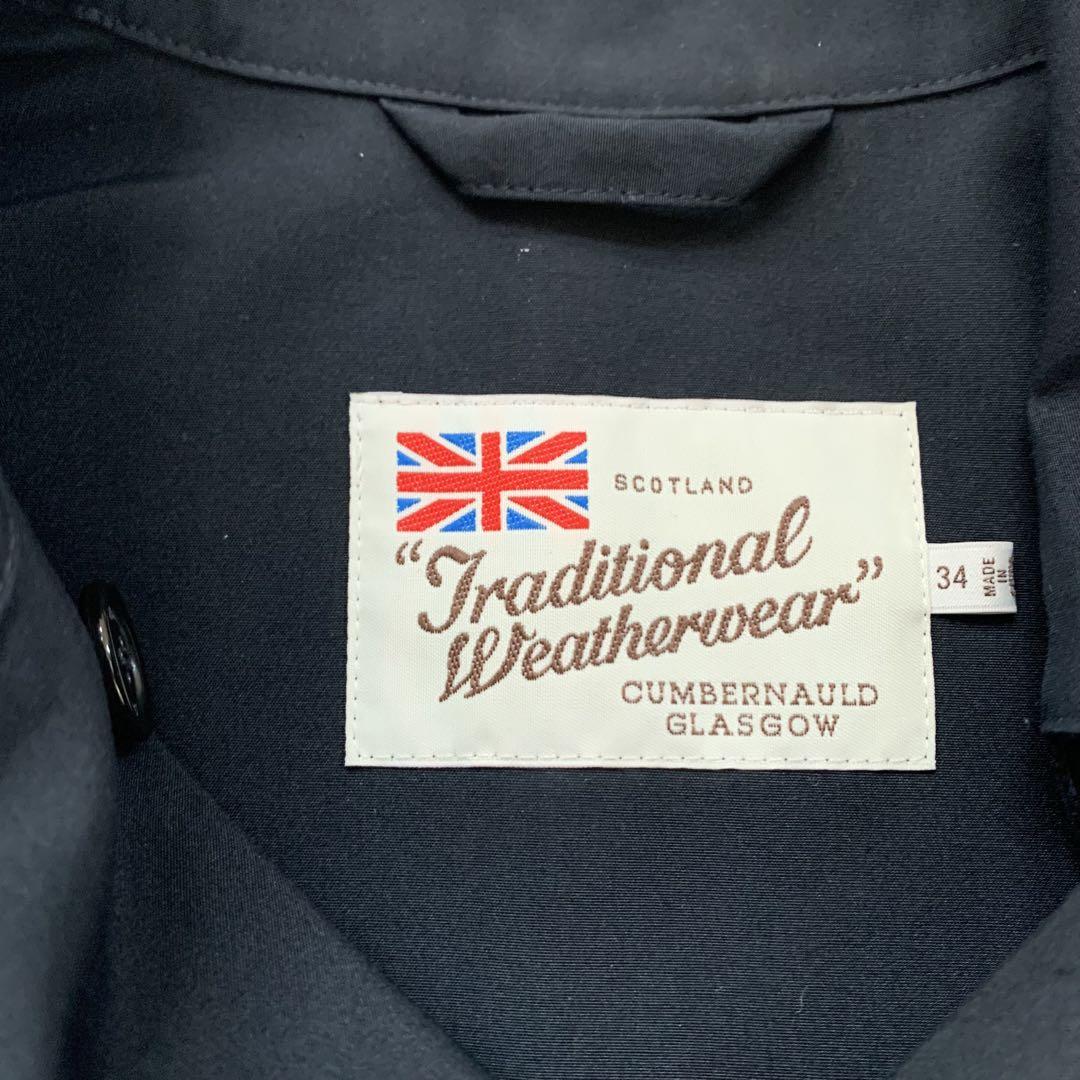 SCOTLAND
“Traditional
Weatherwear”
CUMBERNAULD
GLASGOW
34
MADE
IN